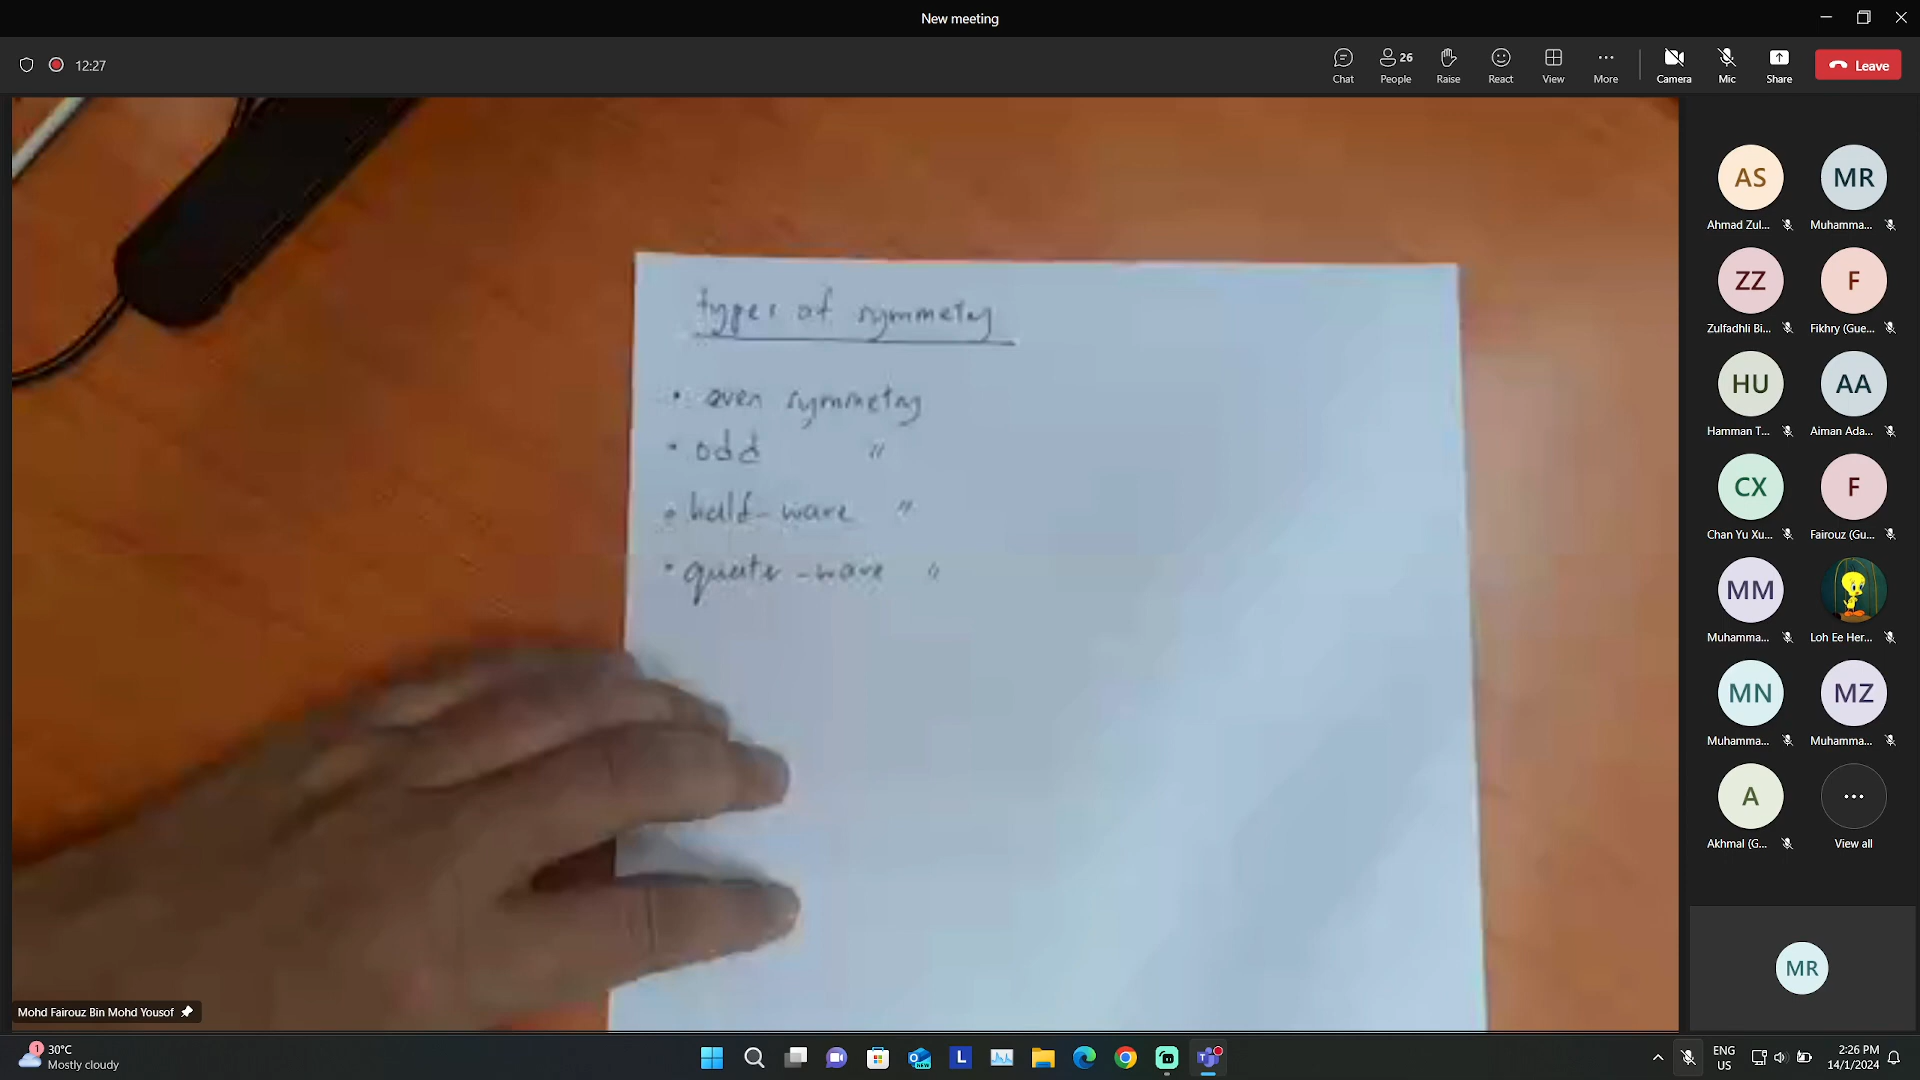 New meeting
12:27
Chat
26
People
Raise
React
View
More
Camera
Mic
Share
Leave
types of symmetry
• even symmetry
• odd "
• half-wave "
• quater-wave "
AS
MR
Ahmad Zul...
Muhamma...
ZZ
F
Zulfadhli Bi...
Fikhry (Gue...
HU
AA
Hamman T...
Aiman Ada...
CX
F
Chan Yu Xu...
Fairouz (Gu...
MM
Muhamma...
Loh Ee Her...
MN
MZ
Muhamma...
Muhamma...
A
...
Akhmal (G...
View all
MR
Mohd Fairouz Bin Mohd Yousof
1
30°C
Mostly cloudy
NEW
L
ENG
US
2:26 PM
14/1/2024